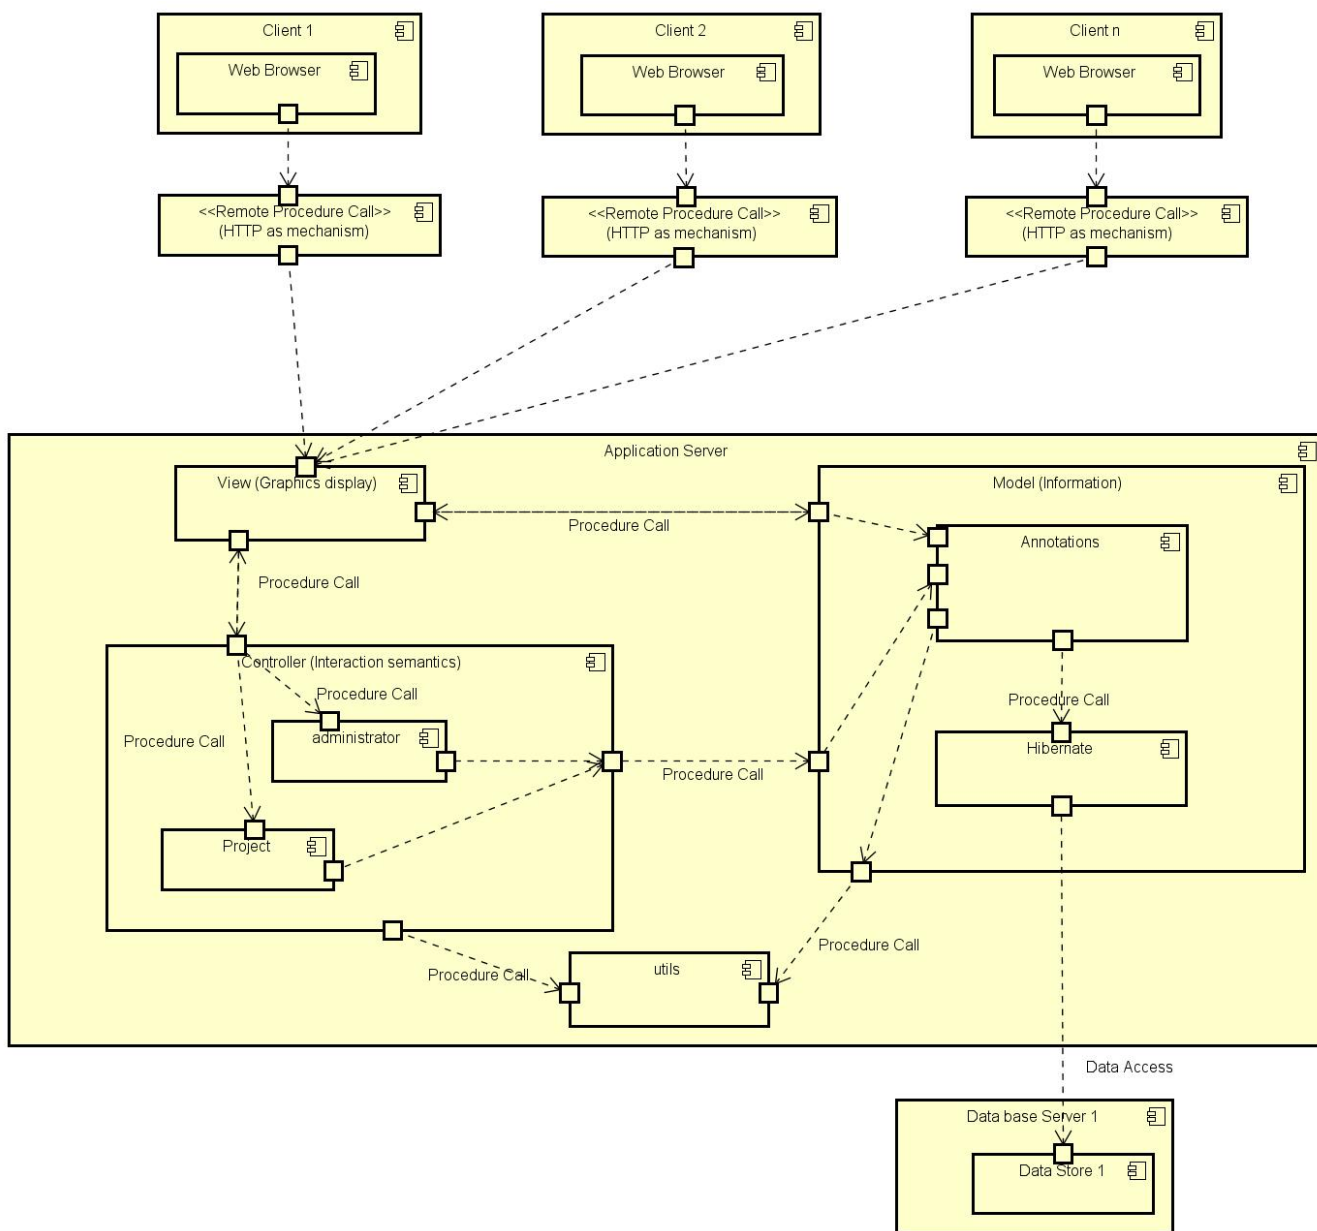 Client 1
Client 2
Client n
Web Browser
Web Browser
Web Browser
<<Remote Procedure Call>>
(HTTP as mechanism)
<<Remote Procedure Call>>
(HTTP as mechanism)
<<Remote Procedure Call>>
(HTTP as mechanism)
Application Server
View (Graphics display)
Model (Information)
Procedure Call
Annotations
Procedure Call
Controller (Interaction semantics)
Procedure Call
Procedure Call
Procedure Call
administrator
Hibernate
Procedure Call
Project
Procedure Call
utils
Procedure Call
Data Access
Data base Server 1
Data Store 1